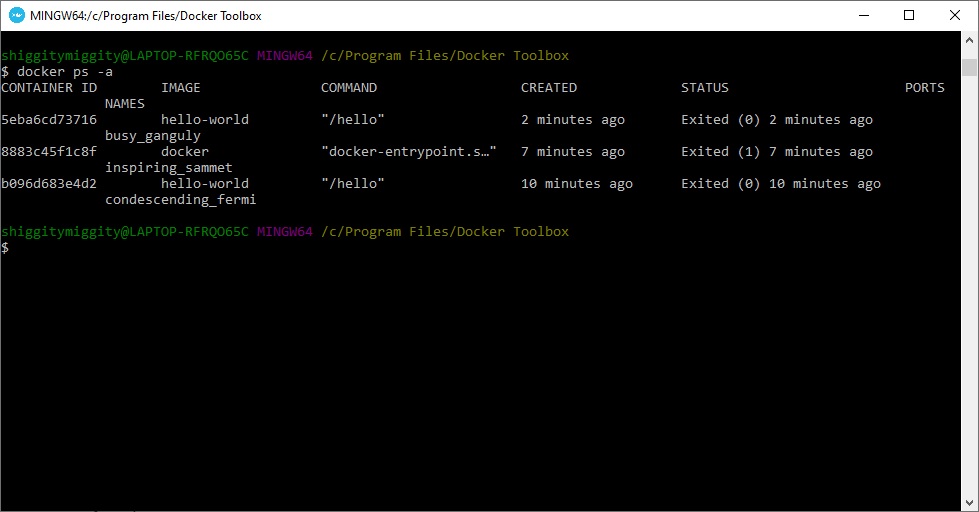 MINGW64:/c/Program Files/Docker Toolbox
shiggitymiggity@LAPTOP-RFRQO65C MINGW64 /c/Program Files/Docker Toolbox
$ docker ps -a
CONTAINER ID        IMAGE               COMMAND                  CREATED             STATUS                      PORTS
             NAMES
5eba6cd73716        hello-world         "/hello"                 2 minutes ago       Exited (0) 2 minutes ago
             busy_ganguly
8883c45f1c8f        docker              "docker-entrypoint.s…"   7 minutes ago       Exited (1) 7 minutes ago
             inspiring_sammet
b096d683e4d2        hello-world         "/hello"                 10 minutes ago      Exited (0) 10 minutes ago
             condescending_fermi
shiggitymiggity@LAPTOP-RFRQO65C MINGW64 /c/Program Files/Docker Toolbox
$